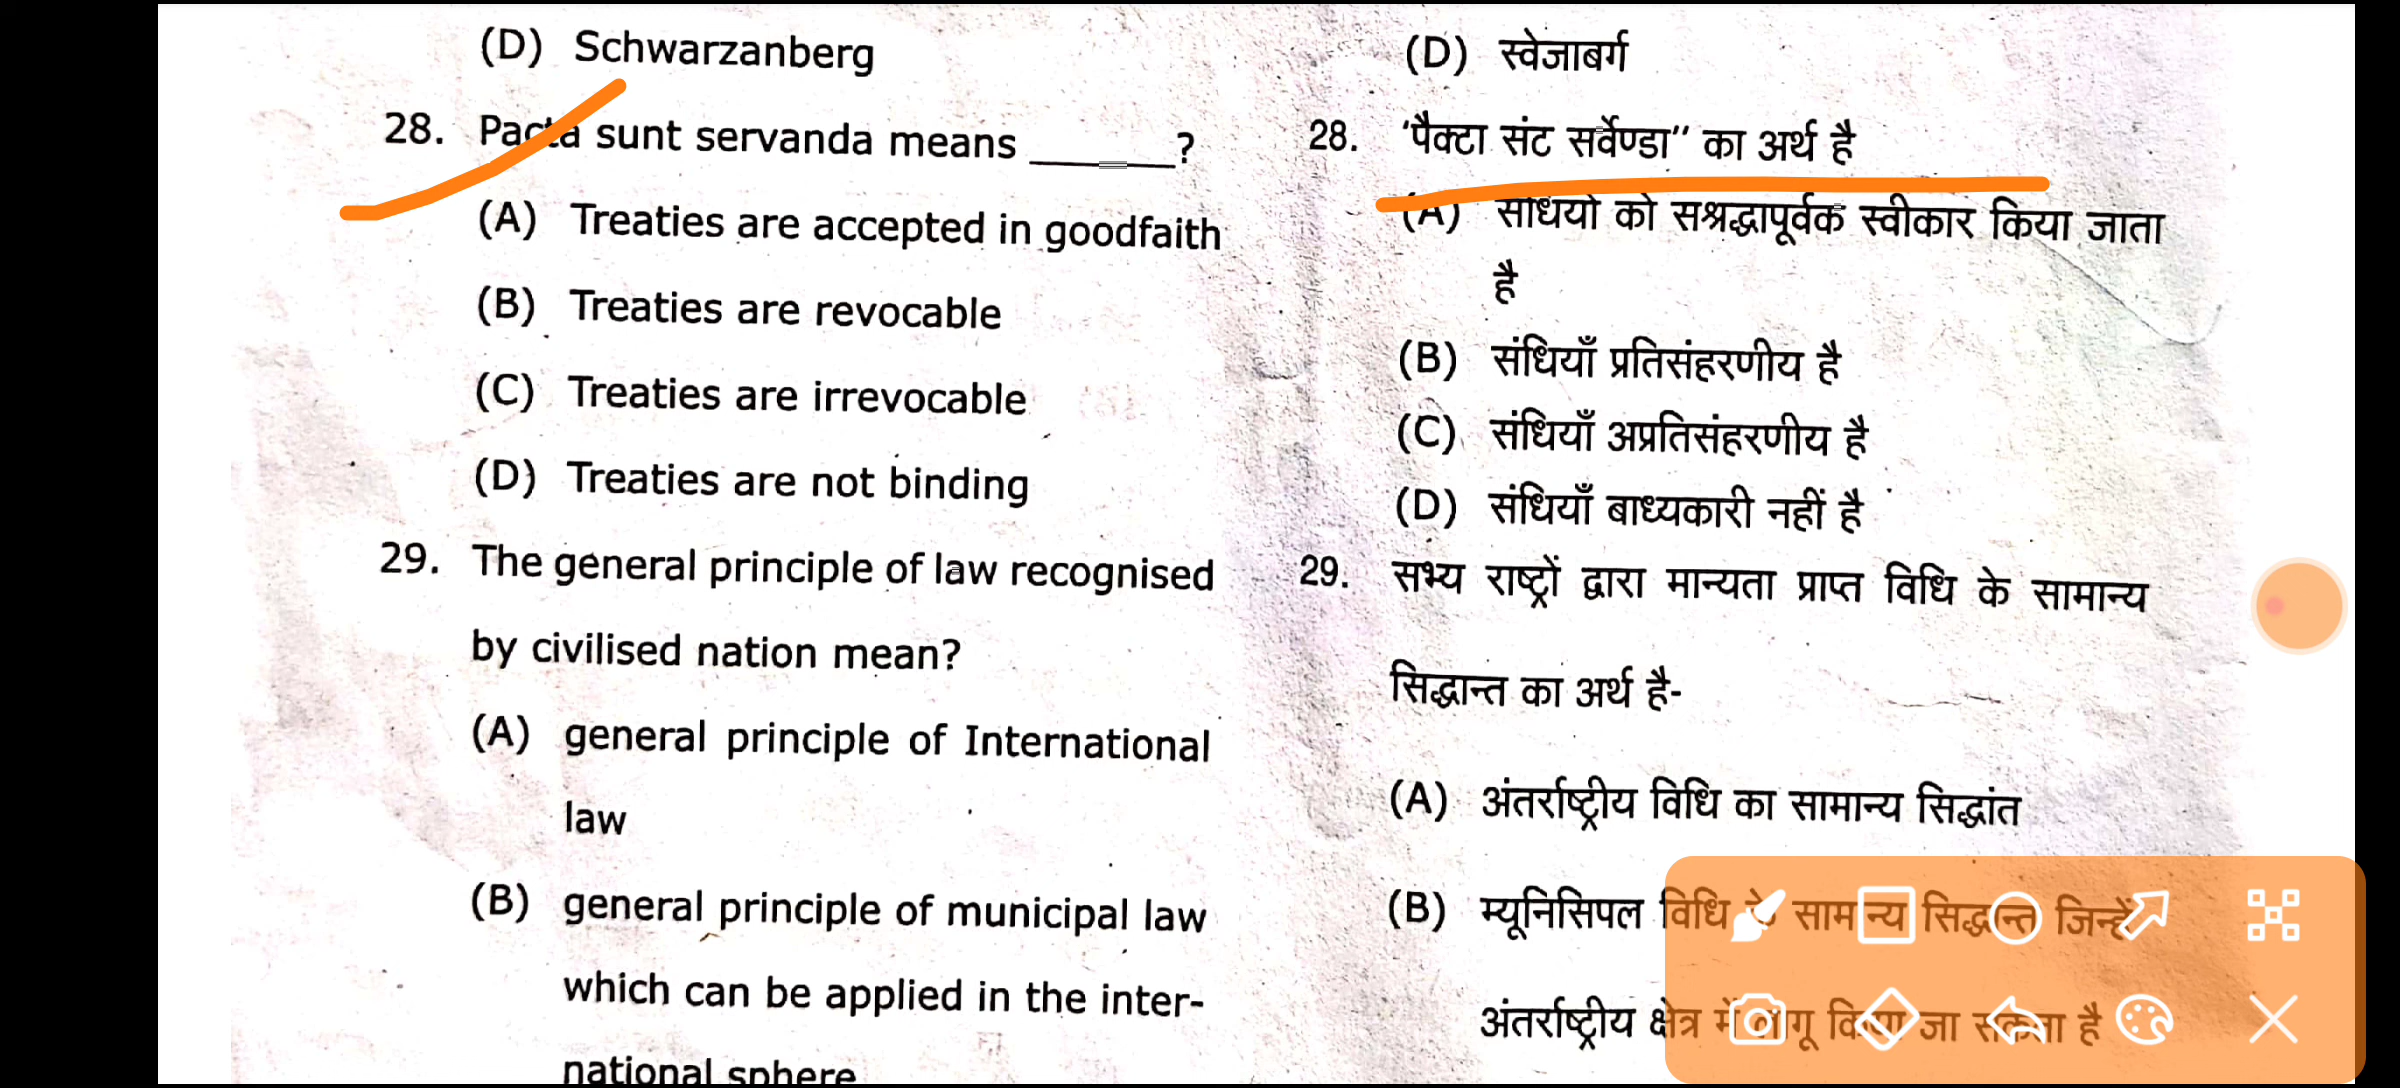 (D) Schwarzanberg
28. Pacta sunt servanda means ______?
(A) Treaties are accepted in goodfaith
(B) Treaties are revocable
(C) Treaties are irrevocable
(D) Treaties are not binding
29. The general principle of law recognised
by civilised nation mean?
(A) general principle of International
law
(B) general principle of municipal law
which can be applied in the inter-
national sphere
(D) स्वेजाबर्ग
28. ‘पैक्टा संट सर्वेण्डा’’ का अर्थ है
(A) संधियों को सश्रद्धापूर्वक स्वीकार किया जाता
है
(B) संधियाँ प्रतिसंहरणीय है
(C) संधियाँ अप्रतिसंहरणीय है
(D) संधियाँ बाध्यकारी नहीं है
29. सभ्य राष्ट्रों द्वारा मान्यता प्राप्त विधि के सामान्य
सिद्धान्त का अर्थ है-
(A) अंतर्राष्ट्रीय विधि का सामान्य सिद्धांत
(B) म्यूनिसिपल विधि के सामान्य सिद्धान्त जिन्हें
अंतर्राष्ट्रीय क्षेत्र में लागू किया जा सकता है